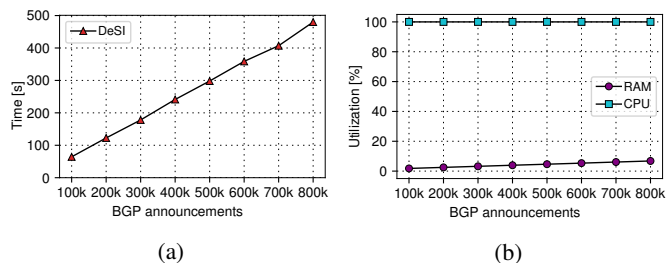 500
400
300
200
100
0
Time [s]
DeSI
100k 200k 300k 400k 500k 600k 700k 800k
BGP announcements
(a)
100
80
60
40
20
0
Utilization [%]
RAM
CPU
100k 200k 300k 400k 500k 600k 700k 800k
BGP announcements
(b)